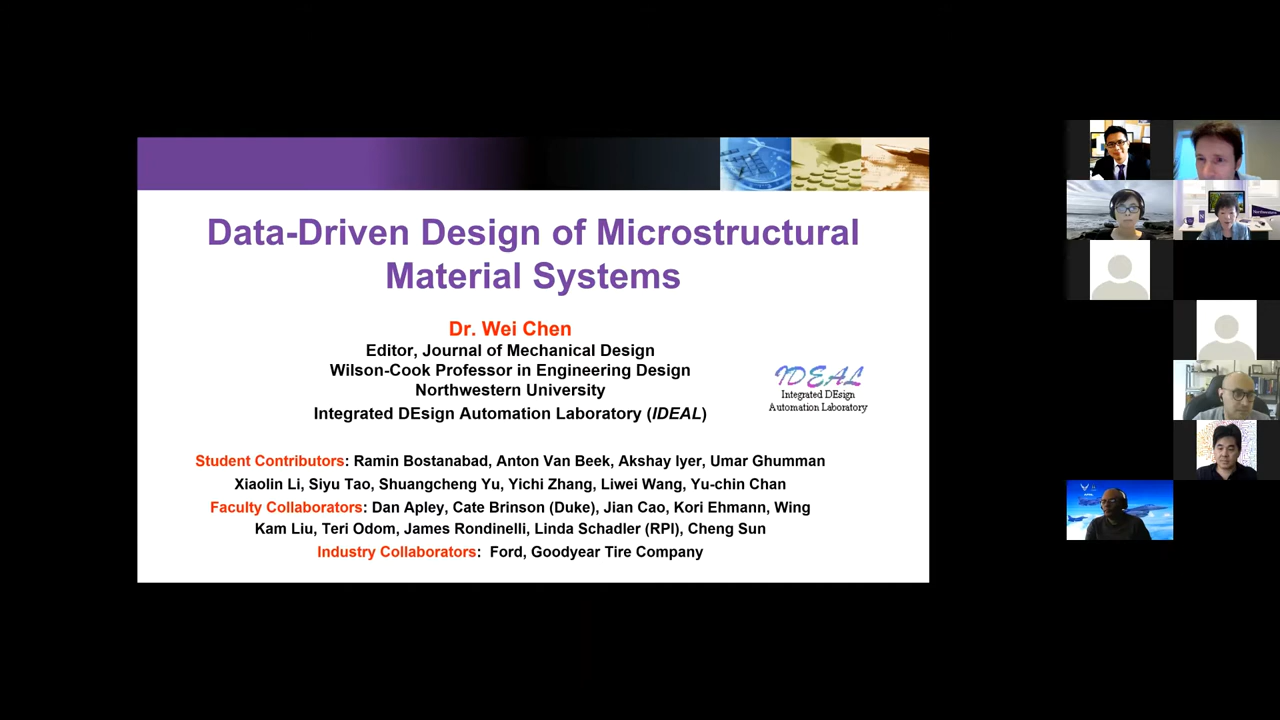 Data-Driven Design of Microstructural
Material Systems
Dr. Wei Chen
Editor, Journal of Mechanical Design
Wilson-Cook Professor in Engineering Design
Northwestern University
Integrated DEsign Automation Laboratory (IDEAL)
IDEAL
Integrated DEsign
Automation Laboratory
Student Contributors: Ramin Bostanabad, Anton Van Beek, Akshay Iyer, Umar Ghumman
Xiaolin Li, Siyu Tao, Shuangcheng Yu, Yichi Zhang, Liwei Wang, Yu-chin Chan
Faculty Collaborators: Dan Apley, Cate Brinson (Duke), Jian Cao, Kori Ehmann, Wing
Kam Liu, Teri Odom, James Rondinelli, Linda Schadler (RPI), Cheng Sun
Industry Collaborators:  Ford, Goodyear Tire Company